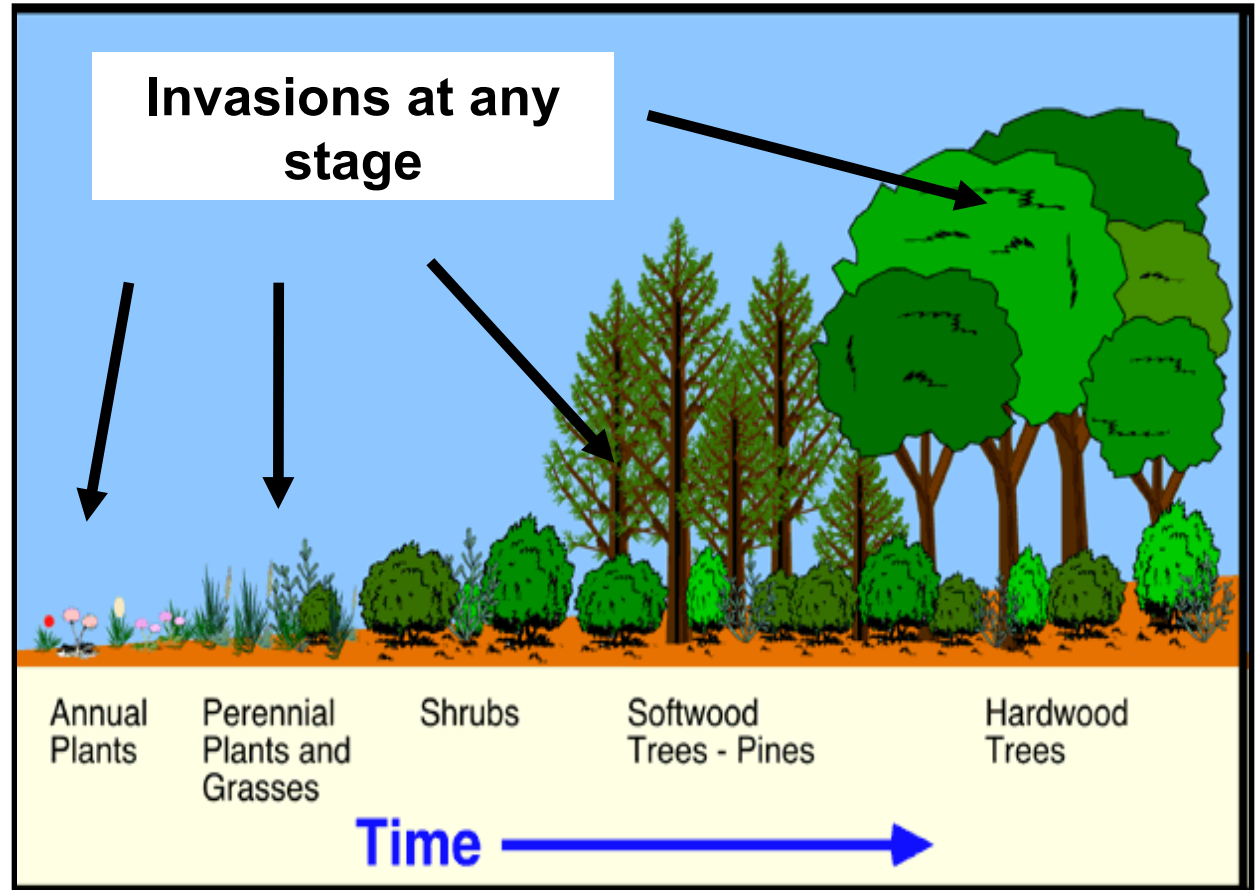 Invasions at any
stage
Annual
Plants
Perennial
Plants and
Grasses
Shrubs
Softwood
Trees - Pines
Hardwood
Trees
Time